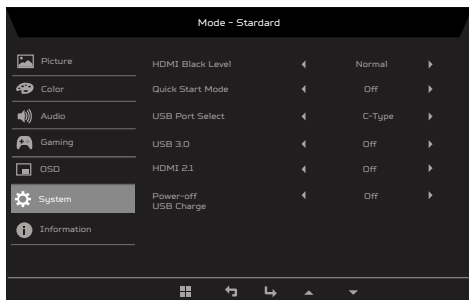 Mode - Standard
Picture
Color
Audio
Gaming
OSD
System
Information
HDMI Black Level Normal
Quick Start Mode Off
USB Port Select C-Type
USB 3.0 Off
HDMI 2.1 Off
Power-off Off
USB Charge